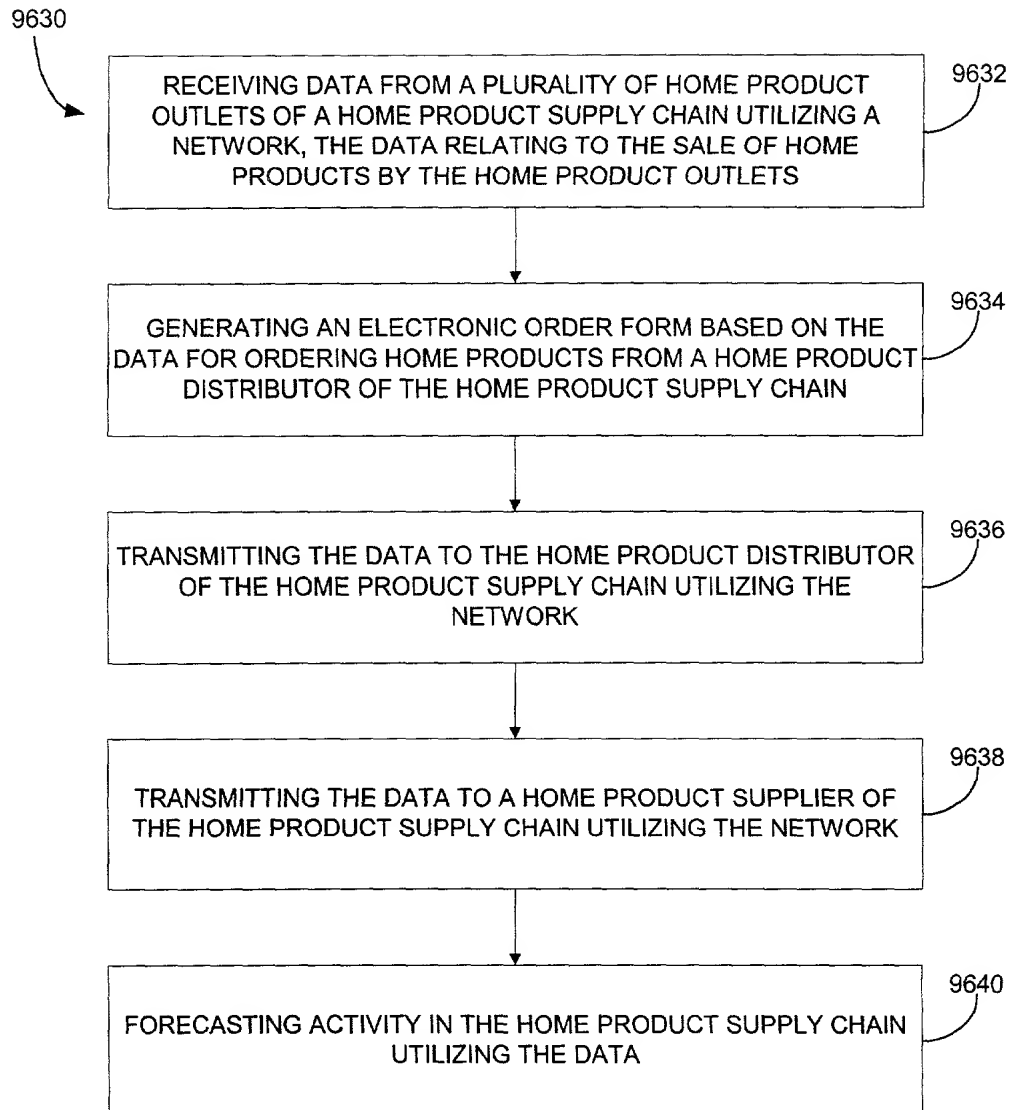 9630
RECEIVING DATA FROM A PLURALITY OF HOME PRODUCT
OUTLETS OF A HOME PRODUCT SUPPLY CHAIN UTILIZING A
NETWORK, THE DATA RELATING TO THE SALE OF HOME
PRODUCTS BY THE HOME PRODUCT OUTLETS
9632
GENERATING AN ELECTRONIC ORDER FORM BASED ON THE
DATA FOR ORDERING HOME PRODUCTS FROM A HOME PRODUCT
DISTRIBUTOR OF THE HOME PRODUCT SUPPLY CHAIN
9634
TRANSMITTING THE DATA TO THE HOME PRODUCT DISTRIBUTOR
OF THE HOME PRODUCT SUPPLY CHAIN UTILIZING THE
NETWORK
9636
TRANSMITTING THE DATA TO A HOME PRODUCT SUPPLIER OF
THE HOME PRODUCT SUPPLY CHAIN UTILIZING THE NETWORK
9638
FORECASTING ACTIVITY IN THE HOME PRODUCT SUPPLY CHAIN
UTILIZING THE DATA
9640